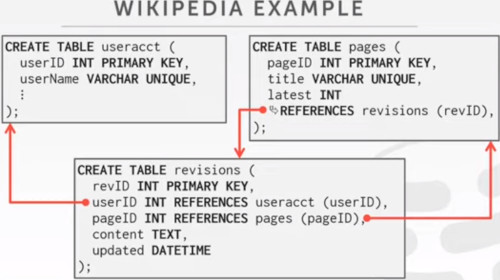 WIKIPEDIA EXAMPLE
CREATE TABLE useracct (
userID INT PRIMARY KEY,
userName VARCHAR UNIQUE,
⋮
);
CREATE TABLE pages (
pageID INT PRIMARY KEY,
title VARCHAR UNIQUE,
latest INT
REFERENCES revisions (revID),
);
CREATE TABLE revisions (
revID INT PRIMARY KEY,
userID INT REFERENCES useracct (userID),
pageID INT REFERENCES pages (pageID),
content TEXT,
updated DATETIME
);